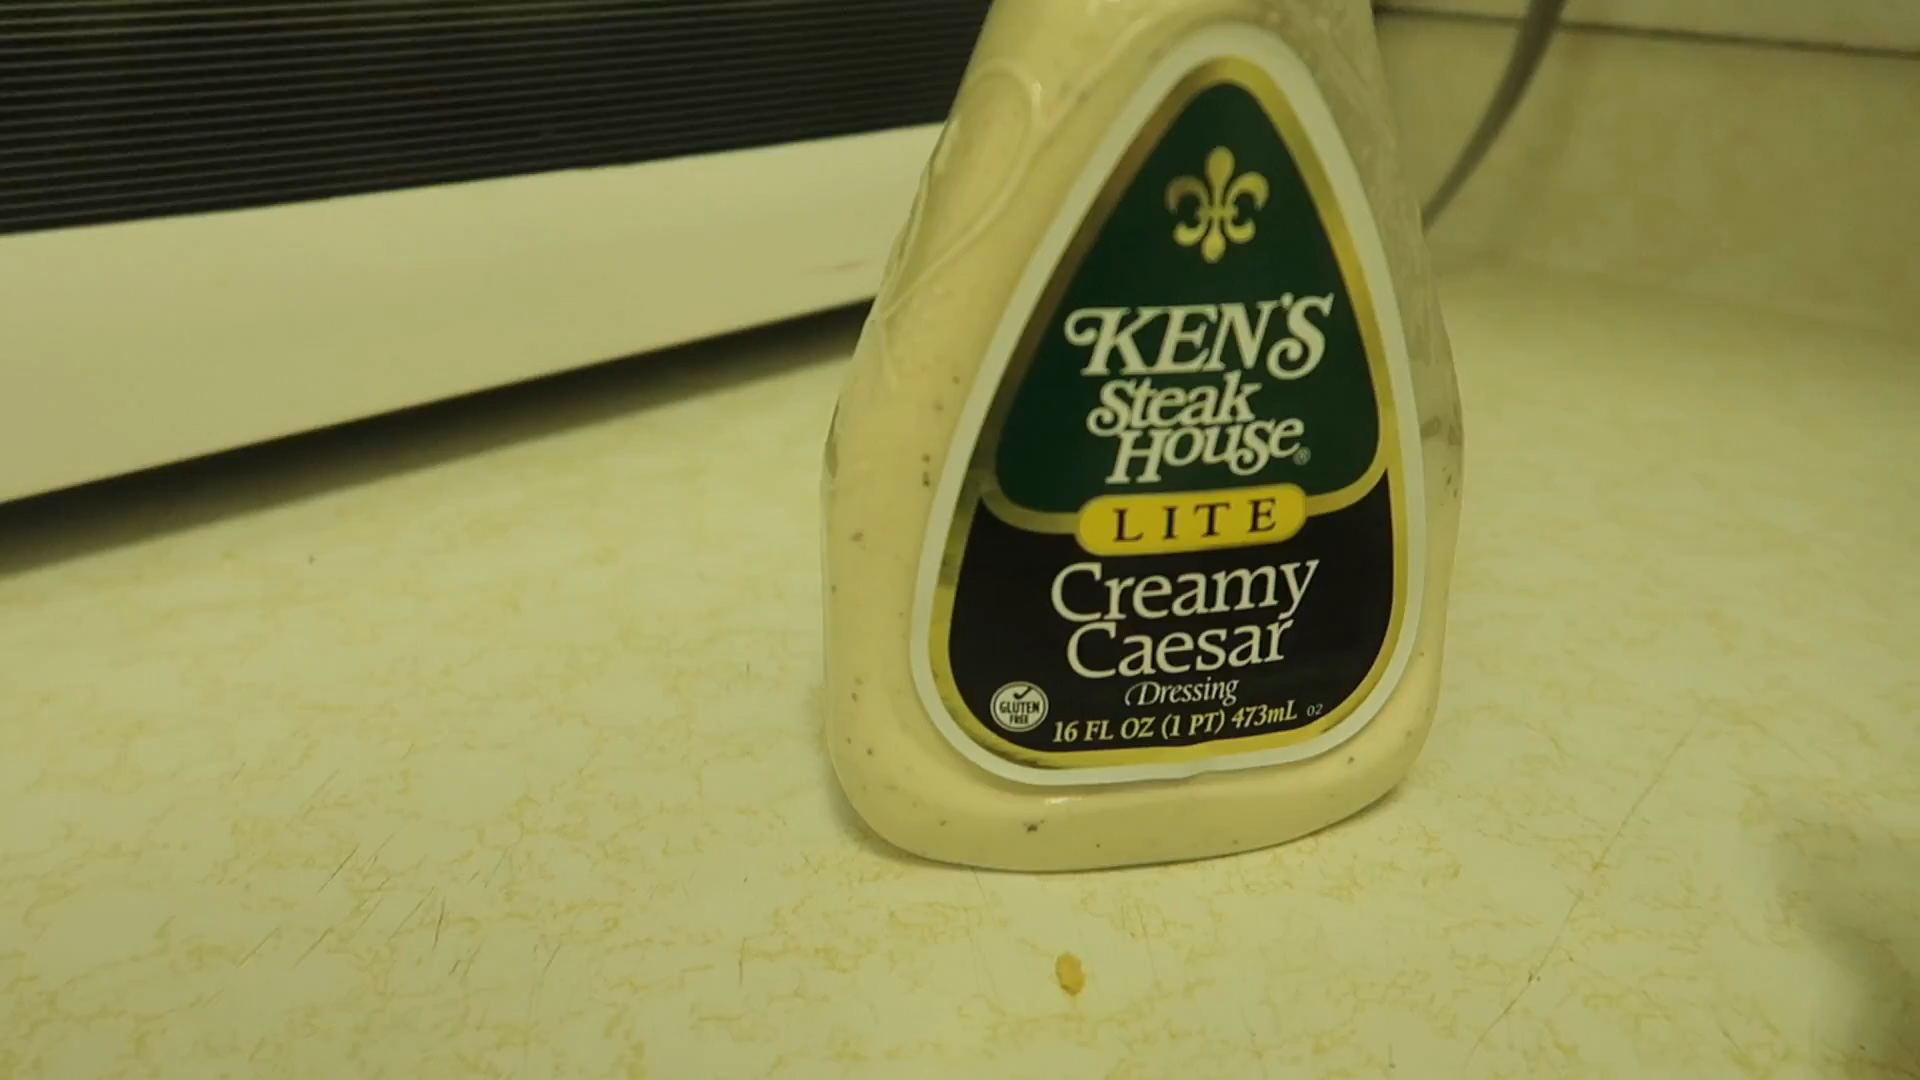 KEN'S
Steak
House®
LITE
Creamy
Caesar
Dressing
GLUTEN
FREE
16 FL OZ (1 PT) 473mL 02